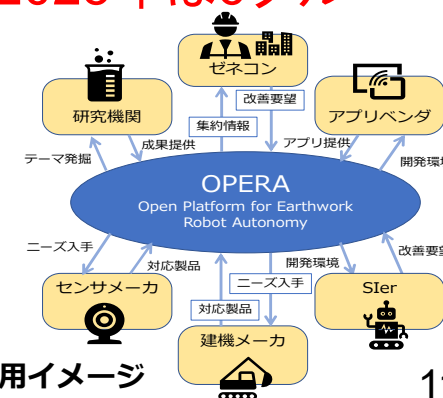 ゼネコン
研究機関
アプリベンダ
改善要望
集約情報
成果提供
アプリ提供
テーマ発掘
開発環境
OPERA
Open Platform for Earthwork
Robot Autonomy
ニーズ入手
対応製品
開発環境
改善要望
ニーズ入手
センサメーカ
SIer
対応製品
建機メーカ
用イメージ